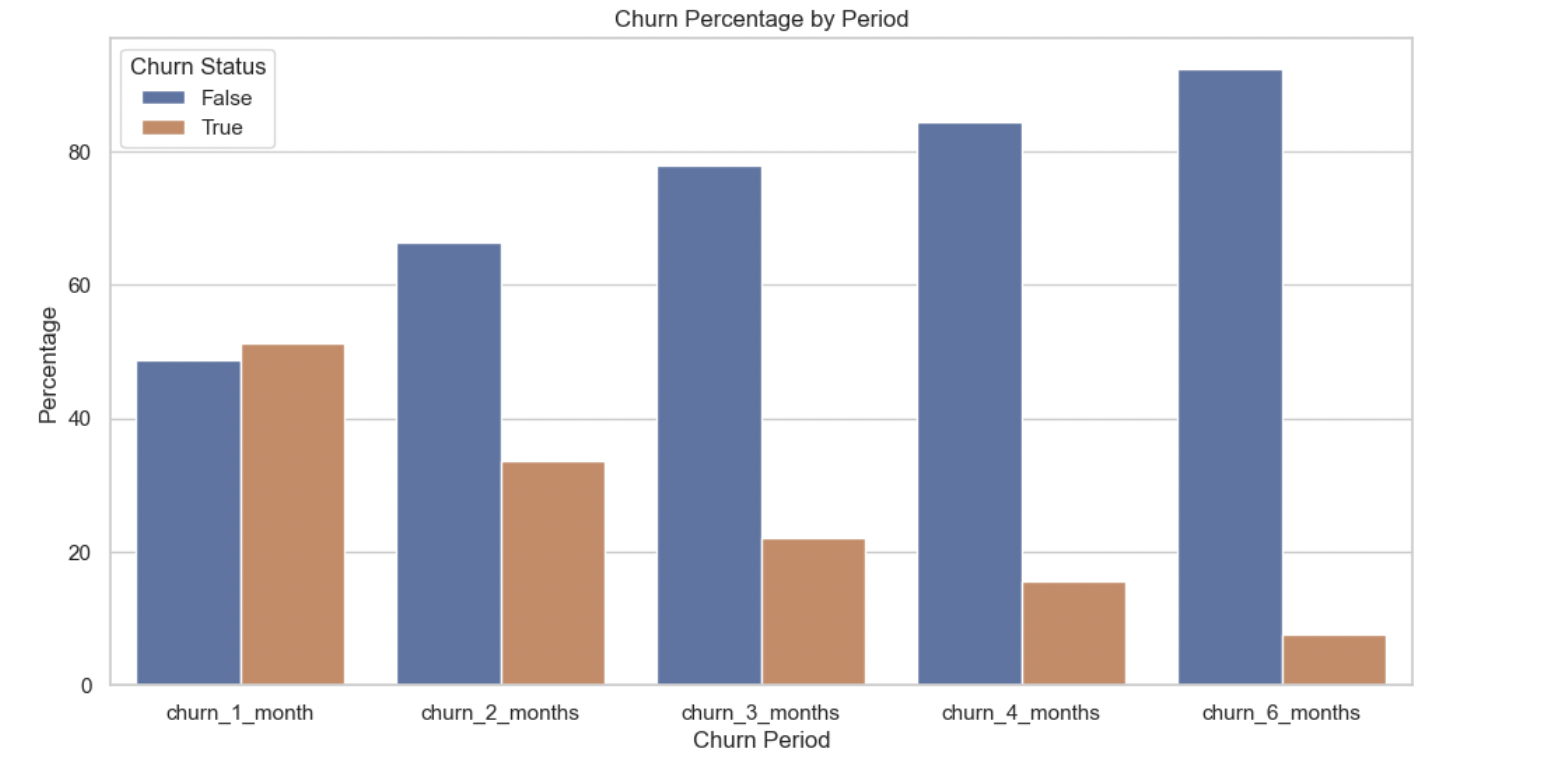 Churn Percentage by Period
Churn Status
False
True
Percentage
80
60
40
20
0
churn_1_month
churn_2_months
churn_3_months
churn_4_months
churn_6_months
Churn Period